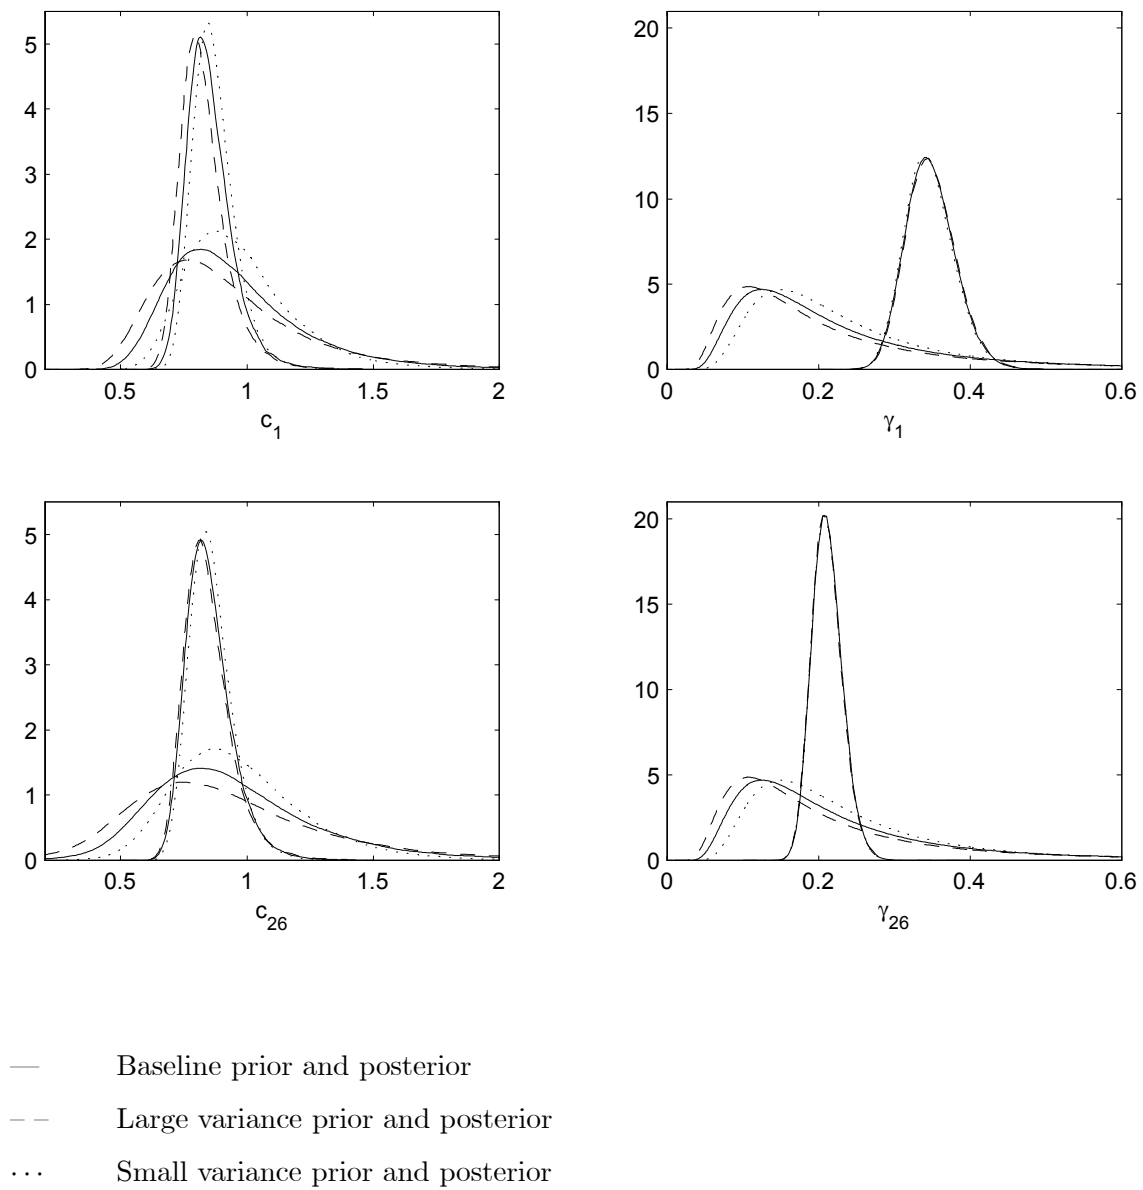 5
4
3
2
1
0
0.5 1 1.5 2
c1
20
15
10
5
0
0 0.2 0.4 0.6
γ1
5
4
3
2
1
0
0.5 1 1.5 2
c26
20
15
10
5
0
0 0.2 0.4 0.6
γ26
Baseline prior and posterior
Large variance prior and posterior
Small variance prior and posterior